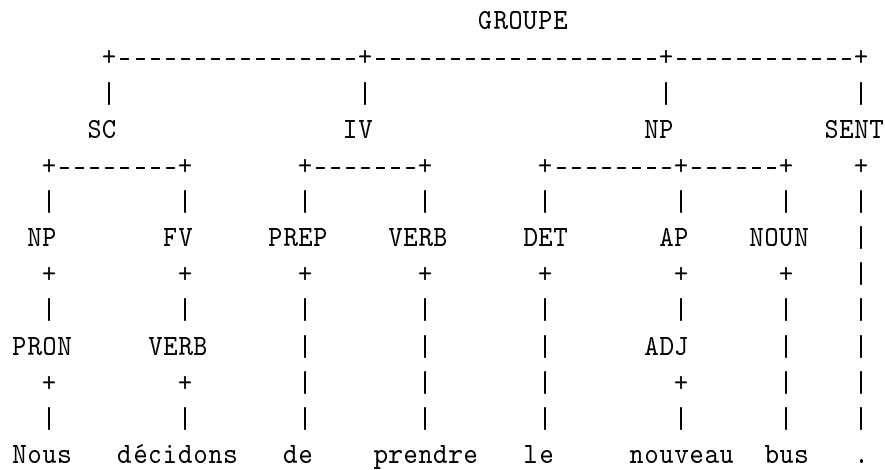 GROUPE
SC IV NP SENT
NP FV PREP VERB DET AP NOUN
PRON VERB ADJ
Nous décidons de prendre le nouveau bus .